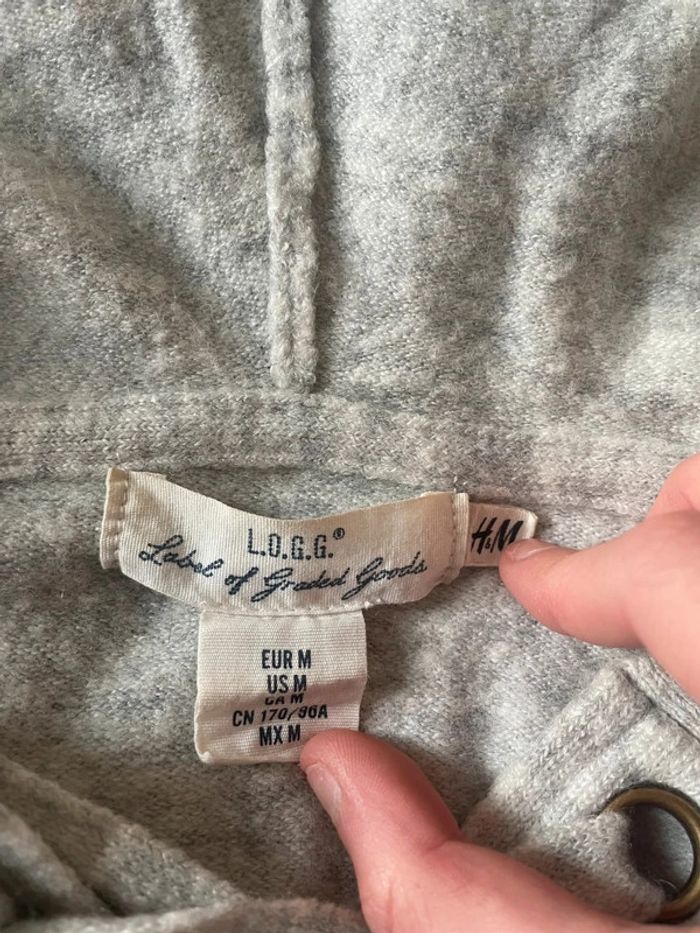 L.O.G.G.®
Label of Graded Goods
H&M
EUR M
US M
CA M
CN 170/96A
MX M